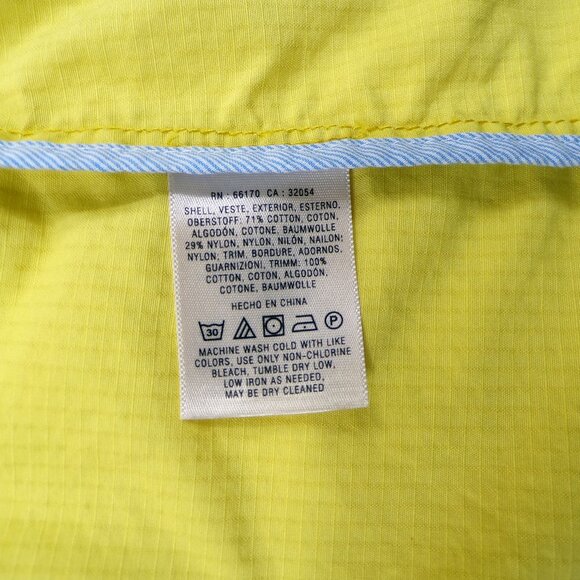 RN : 66170 CA : 32054
SHELL, VESTE, EXTERIOR, ESTERNO,
OBERSTOFF: 71% COTTON, COTON,
ALGODÓN, COTONE, BAUMWOLLE
29% NYLON, NYLON, NILÓN, NAILON;
NYLON, TRIM, BORDURE, ADORNOS,
GUARNIZIONI, TRIMM: 100%
COTTON, COTON, ALGODÓN,
COTONE, BAUMWOLLE
HECHO EN CHINA
30 P
MACHINE WASH COLD WITH LIKE
COLORS, USE ONLY NON-CHLORINE
BLEACH, TUMBLE DRY LOW,
LOW IRON AS NEEDED,
MAY BE DRY CLEANED